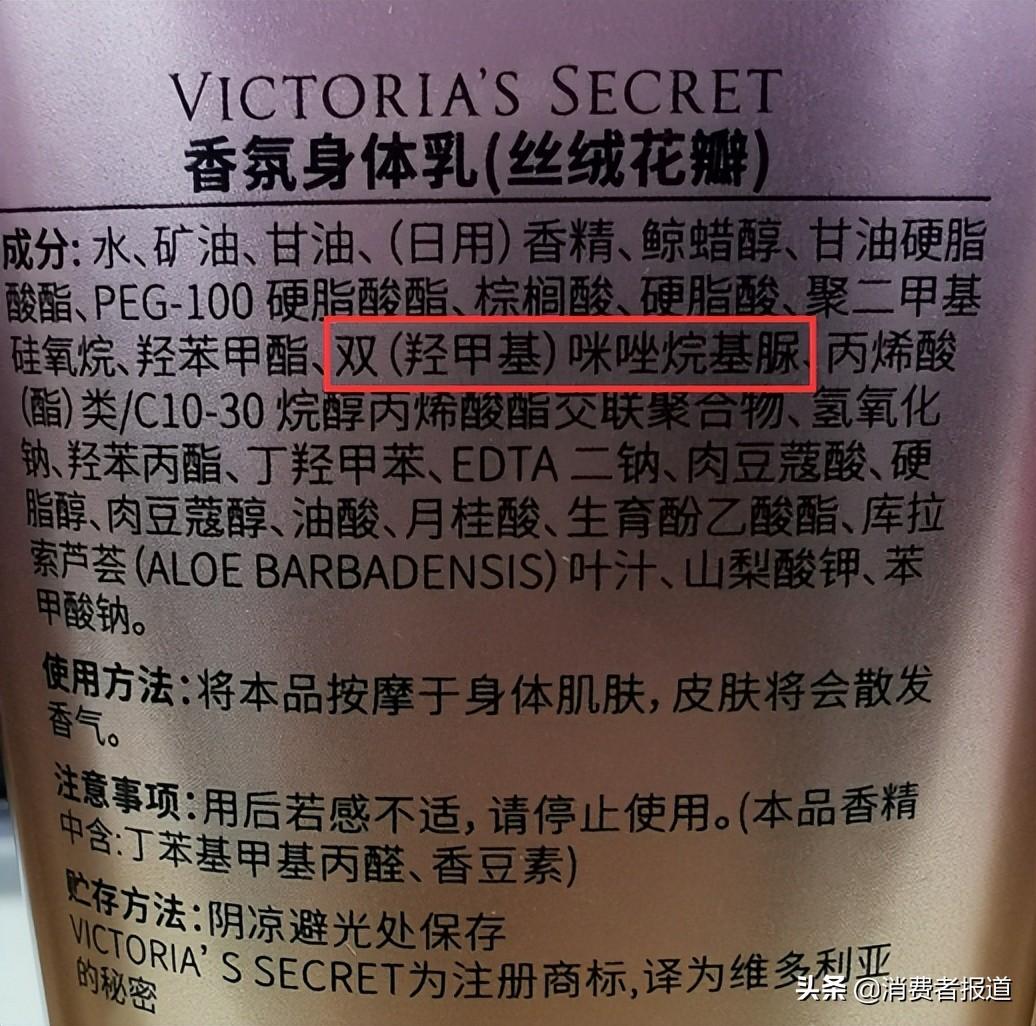 VICTORIA'S SECRET
香氛身体乳(丝绒花瓣)
成分:水、矿油、甘油、(日用)香精、鲸蜡醇、甘油硬脂
酸酯、PEG-100 硬脂酸酯、棕榈酸、硬脂酸、聚二甲基
硅氧烷、羟苯甲酯、双(羟甲基)咪唑烷基脲、丙烯酸
(酯)类/C10-30 烷醇丙烯酸酯交联聚合物、氢氧化
钠、羟苯丙酯、丁羟甲苯、EDTA 二钠、肉豆蔻酸、硬
脂醇、肉豆蔻醇、油酸、月桂酸、生育酚乙酸酯、库拉
索芦荟(ALOE BARBADENSIS)叶汁、山梨酸钾、苯
甲酸钠。
使用方法:将本品按摩于身体肌肤,皮肤将会散发
香气。
注意事项:用后若感不适,请停止使用。(本品香精
中含:丁苯基甲基丙醛、香豆素)
贮存方法:阴凉避光处保存
VICTORIA'S SECRET为注册商标,译为维多利亚
的秘密
头条 @消费者报道